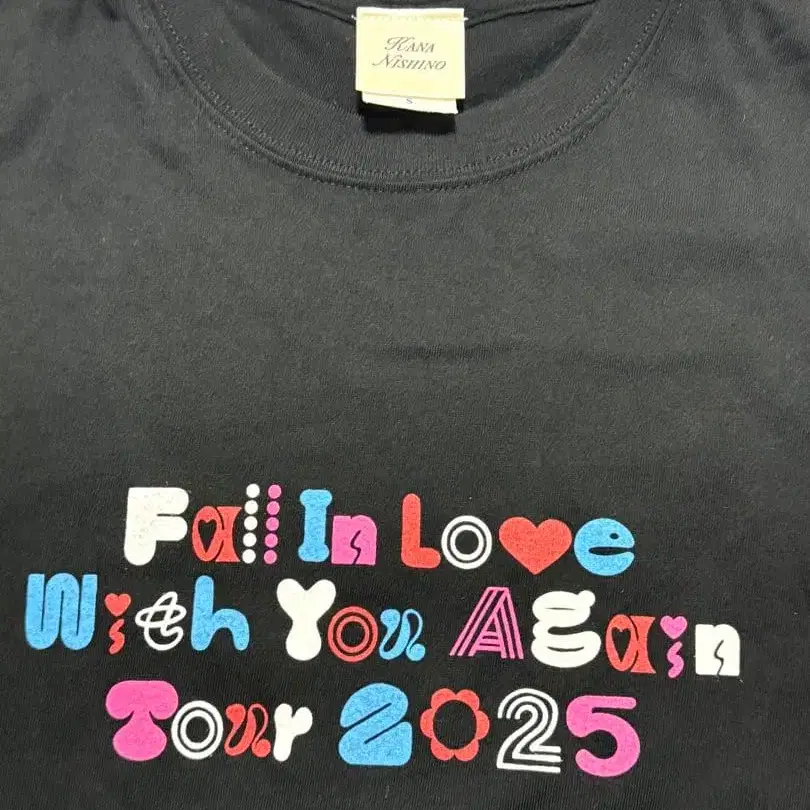 KANA
NISHINO
S
Fall In Love
With You Again
Tour 2025